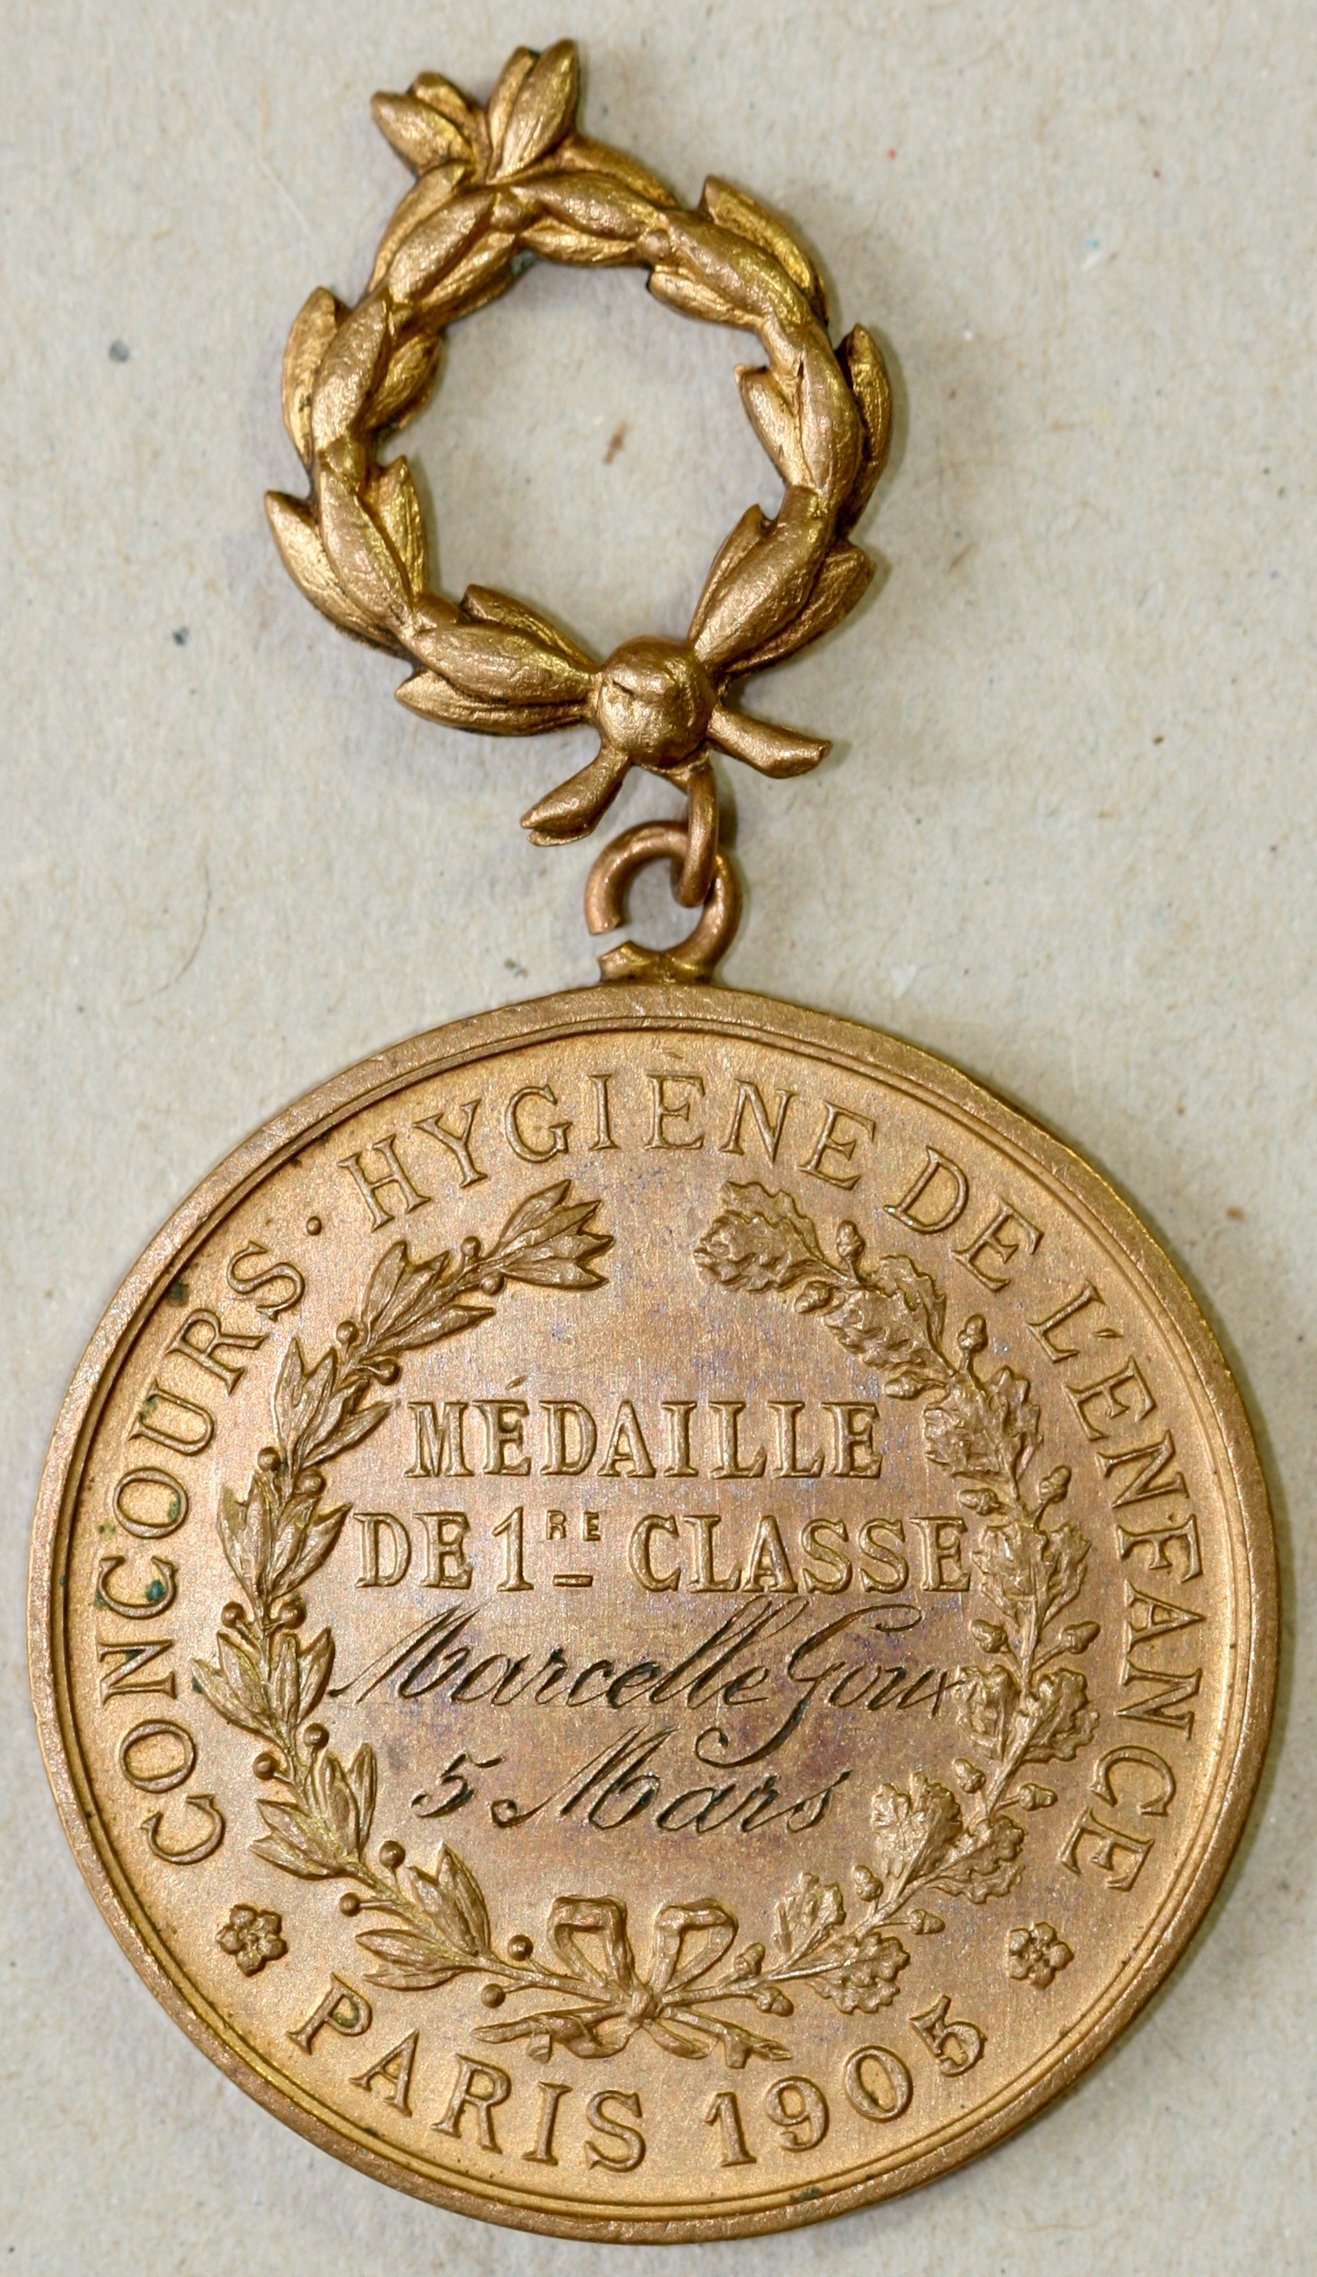 CONCOURS · HYGIÈNE DE L'ENFANCE
MÉDAILLE
DE 1RE CLASSE
Marcelle Goux
5 Mars
PARIS 1905